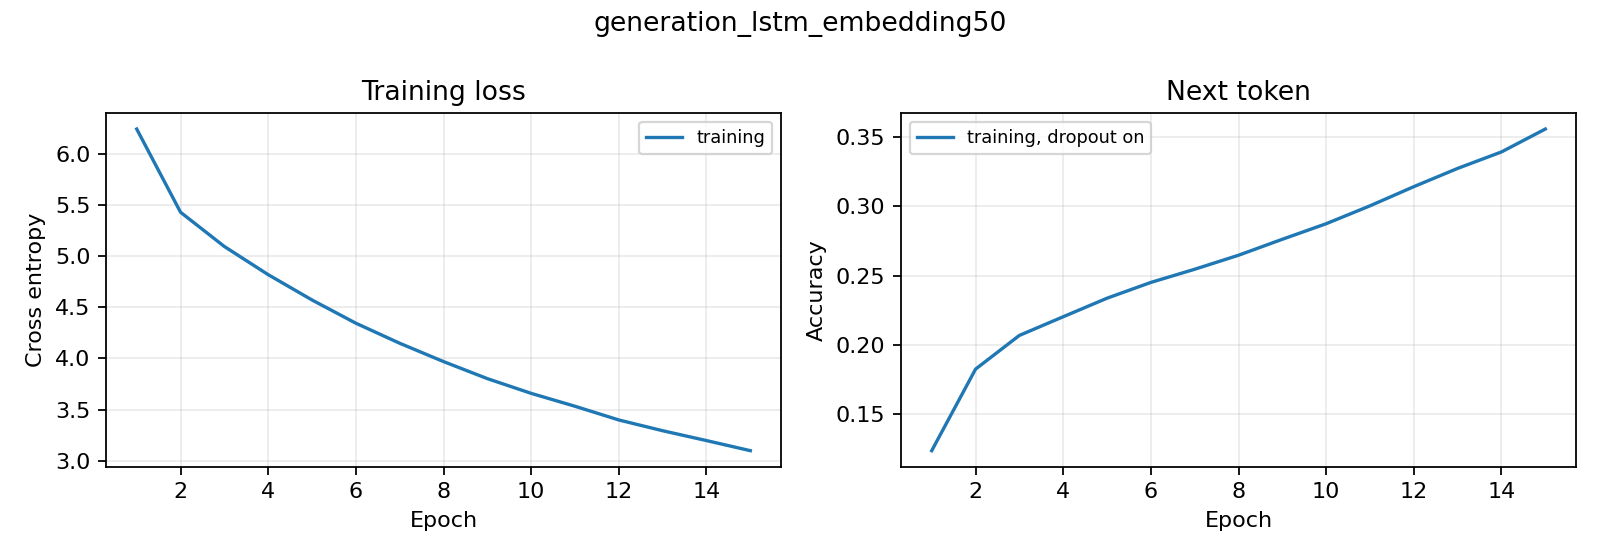 generation_lstm_embedding50
Training loss
training
6.0
5.5
5.0
4.5
4.0
3.5
3.0
Cross entropy
2 4 6 8 10 12 14
Epoch
Next token
training, dropout on
0.35
0.30
0.25
0.20
0.15
Accuracy
2 4 6 8 10 12 14
Epoch